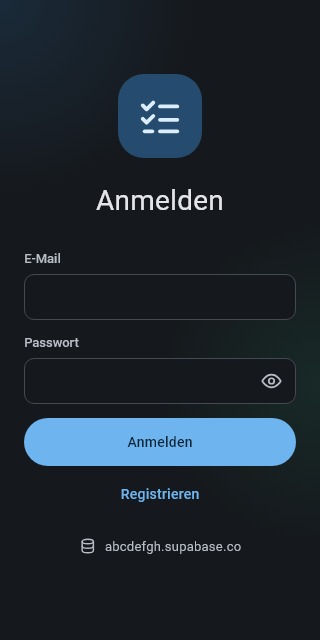 Anmelden
E-Mail
Passwort
Anmelden
Registrieren
abcdefgh.supabase.co